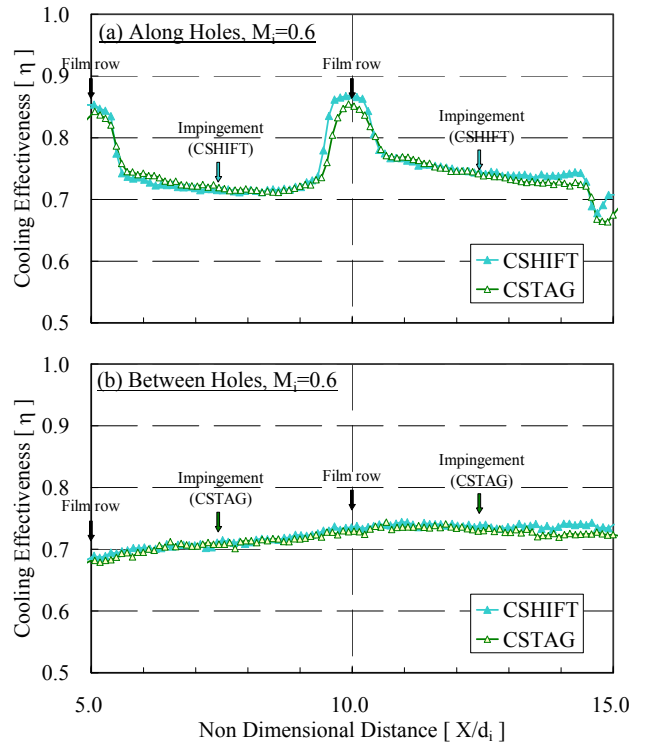 (a) Along Holes, Mi=0.6
Film row
Film row
Impingement
(CSHIFT)
Impingement
(CSHIFT)
Cooling Effectiveness [ η ]
1.0
0.9
0.8
0.7
0.6
0.5
CSHIFT
CSTAG
(b) Between Holes, Mi=0.6
Impingement
(CSTAG)
Film row
Impingement
(CSTAG)
Film row
Cooling Effectiveness [ η ]
1.0
0.9
0.8
0.7
0.6
0.5
CSHIFT
CSTAG
5.0 10.0 15.0
Non Dimensional Distance [ X/di ]